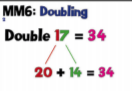 MM6: Doubling
Double 17 = 34
20 + 14 = 34